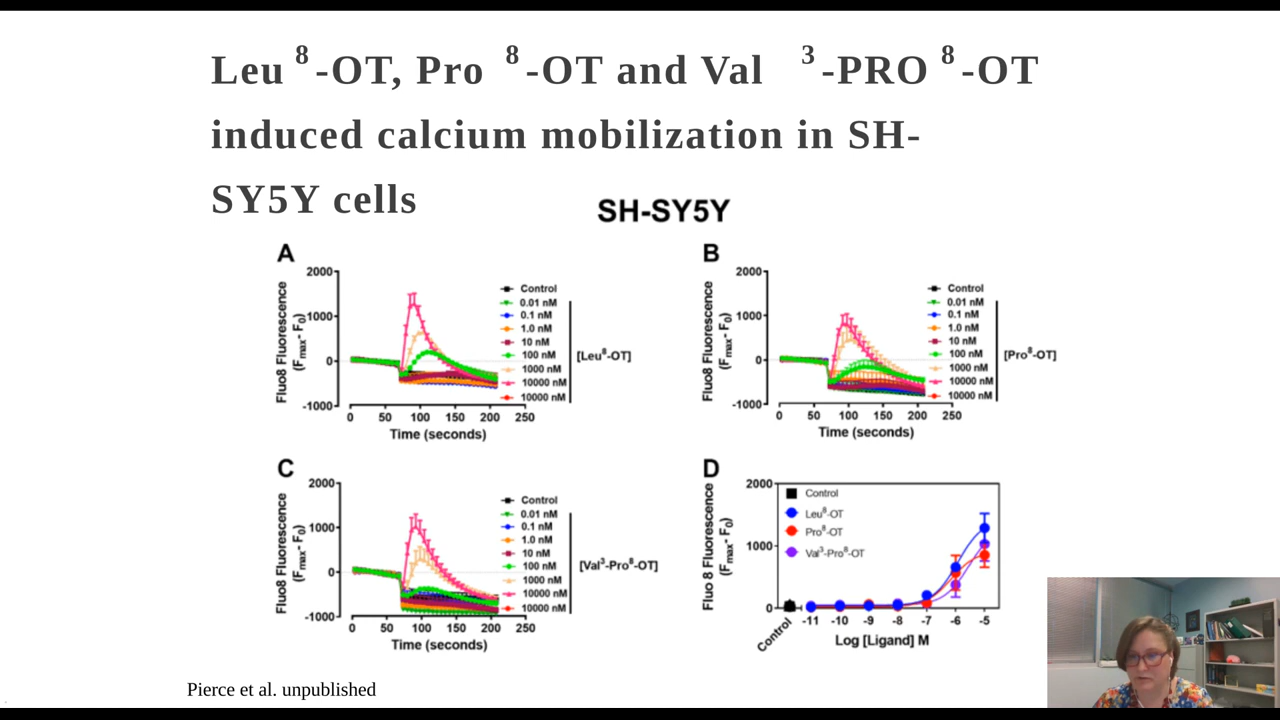 Leu 8-OT, Pro 8-OT and Val 3-PRO 8-OT
induced calcium mobilization in SH-
SY5Y cells
SH-SY5Y
A
Fluo8 Fluorescence
(Fmax- F0)
2000
1000
0
-1000
0 50 100 150 200 250
Time (seconds)
Control
0.01 nM
0.1 nM
1.0 nM
10 nM
100 nM
1000 nM
10000 nM
10000 nM
[Leu8-OT]
B
Fluo8 Fluorescence
(Fmax- F0)
2000
1000
0
-1000
0 50 100 150 200 250
Time (seconds)
Control
0.01 nM
0.1 nM
1.0 nM
10 nM
100 nM
1000 nM
10000 nM
10000 nM
[Pro8-OT]
C
Fluo8 Fluorescence
(Fmax- F0)
2000
1000
0
-1000
0 50 100 150 200 250
Time (seconds)
Control
0.01 nM
0.1 nM
1.0 nM
10 nM
100 nM
1000 nM
10000 nM
10000 nM
[Val3-Pro8-OT]
D
Fluo 8 Fluorescence
(Fmax- F0)
2000
1000
0
Control
Leu8-OT
Pro8-OT
Val3-Pro8-OT
Control -11 -10 -9 -8 -7 -6 -5
Log [Ligand] M
Pierce et al. unpublished